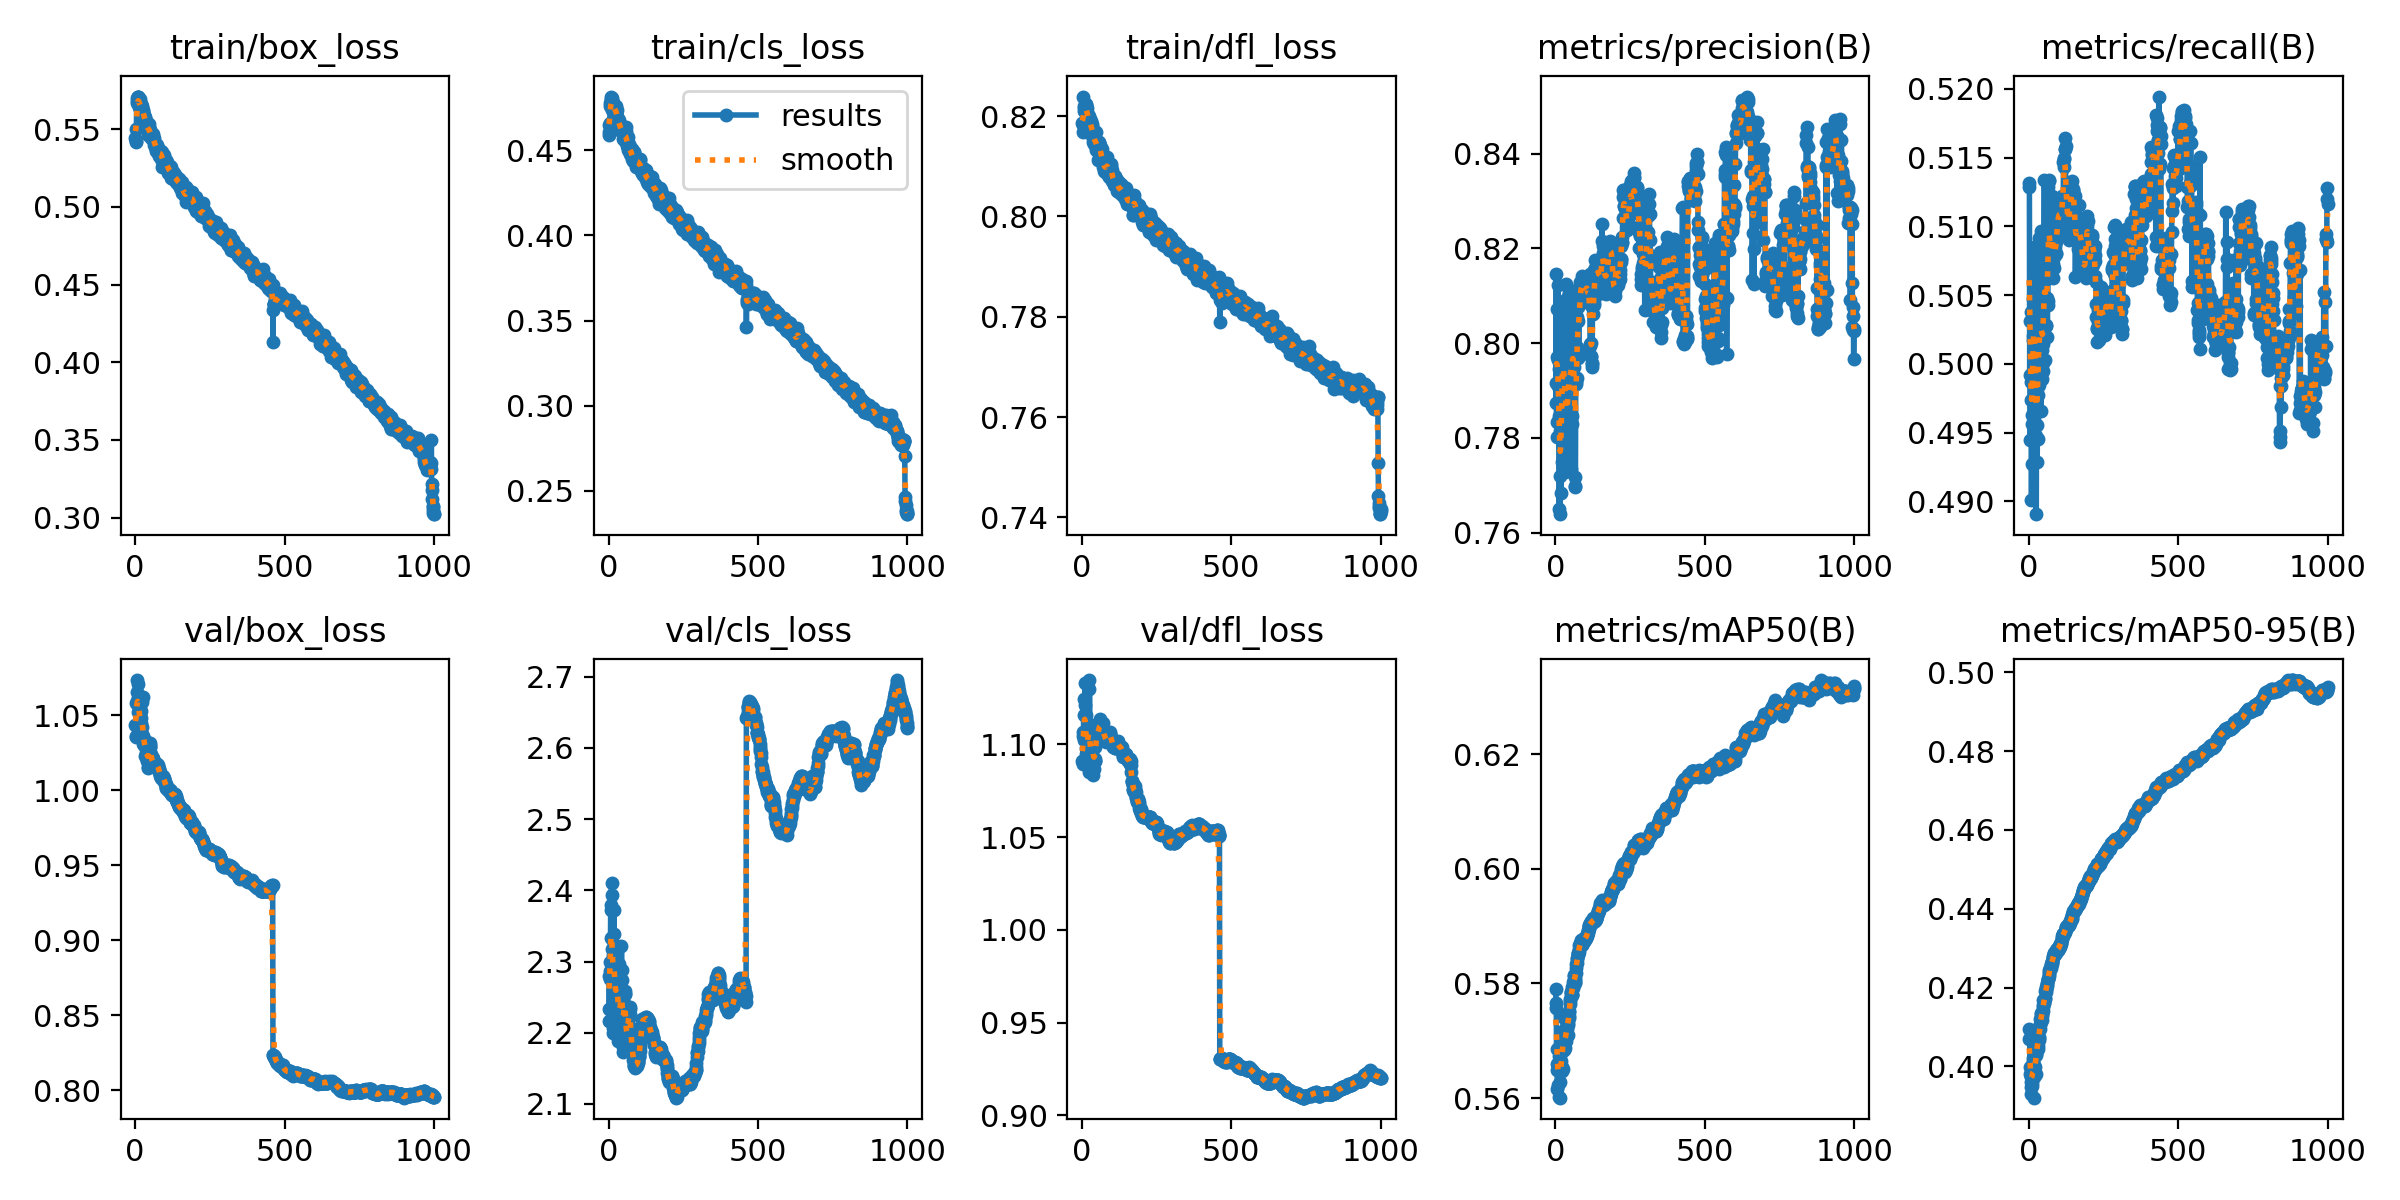 train/box_loss
0.55
0.50
0.45
0.40
0.35
0.30
0 500 1000
train/cls_loss
results
smooth
0.45
0.40
0.35
0.30
0.25
0 500 1000
train/dfl_loss
0.82
0.80
0.78
0.76
0.74
0 500 1000
metrics/precision(B)
0.84
0.82
0.80
0.78
0.76
0 500 1000
metrics/recall(B)
0.520
0.515
0.510
0.505
0.500
0.495
0.490
0 500 1000
val/box_loss
1.05
1.00
0.95
0.90
0.85
0.80
0 500 1000
val/cls_loss
2.7
2.6
2.5
2.4
2.3
2.2
2.1
0 500 1000
val/dfl_loss
1.10
1.05
1.00
0.95
0.90
0 500 1000
metrics/mAP50(B)
0.62
0.60
0.58
0.56
0 500 1000
metrics/mAP50-95(B)
0.50
0.48
0.46
0.44
0.42
0.40
0 500 1000